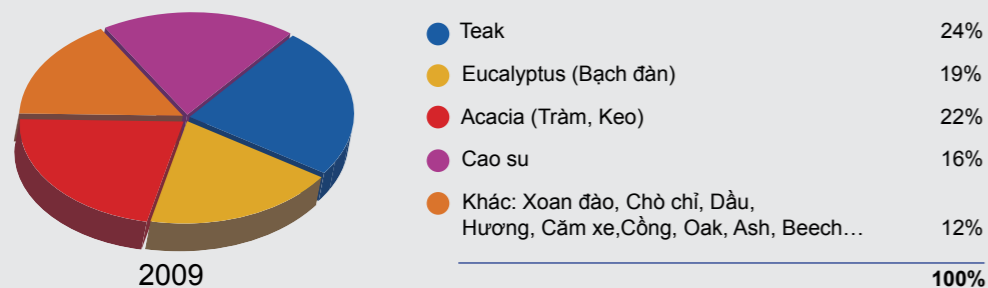 Teak 24%
Eucalyptus (Bạch đàn) 19%
Acacia (Tràm, Keo) 22%
Cao su 16%
Khác: Xoan đào, Chò chỉ, Dầu,
Hương, Căm xe,Cồng, Oak, Ash, Beech… 12%
100%
2009